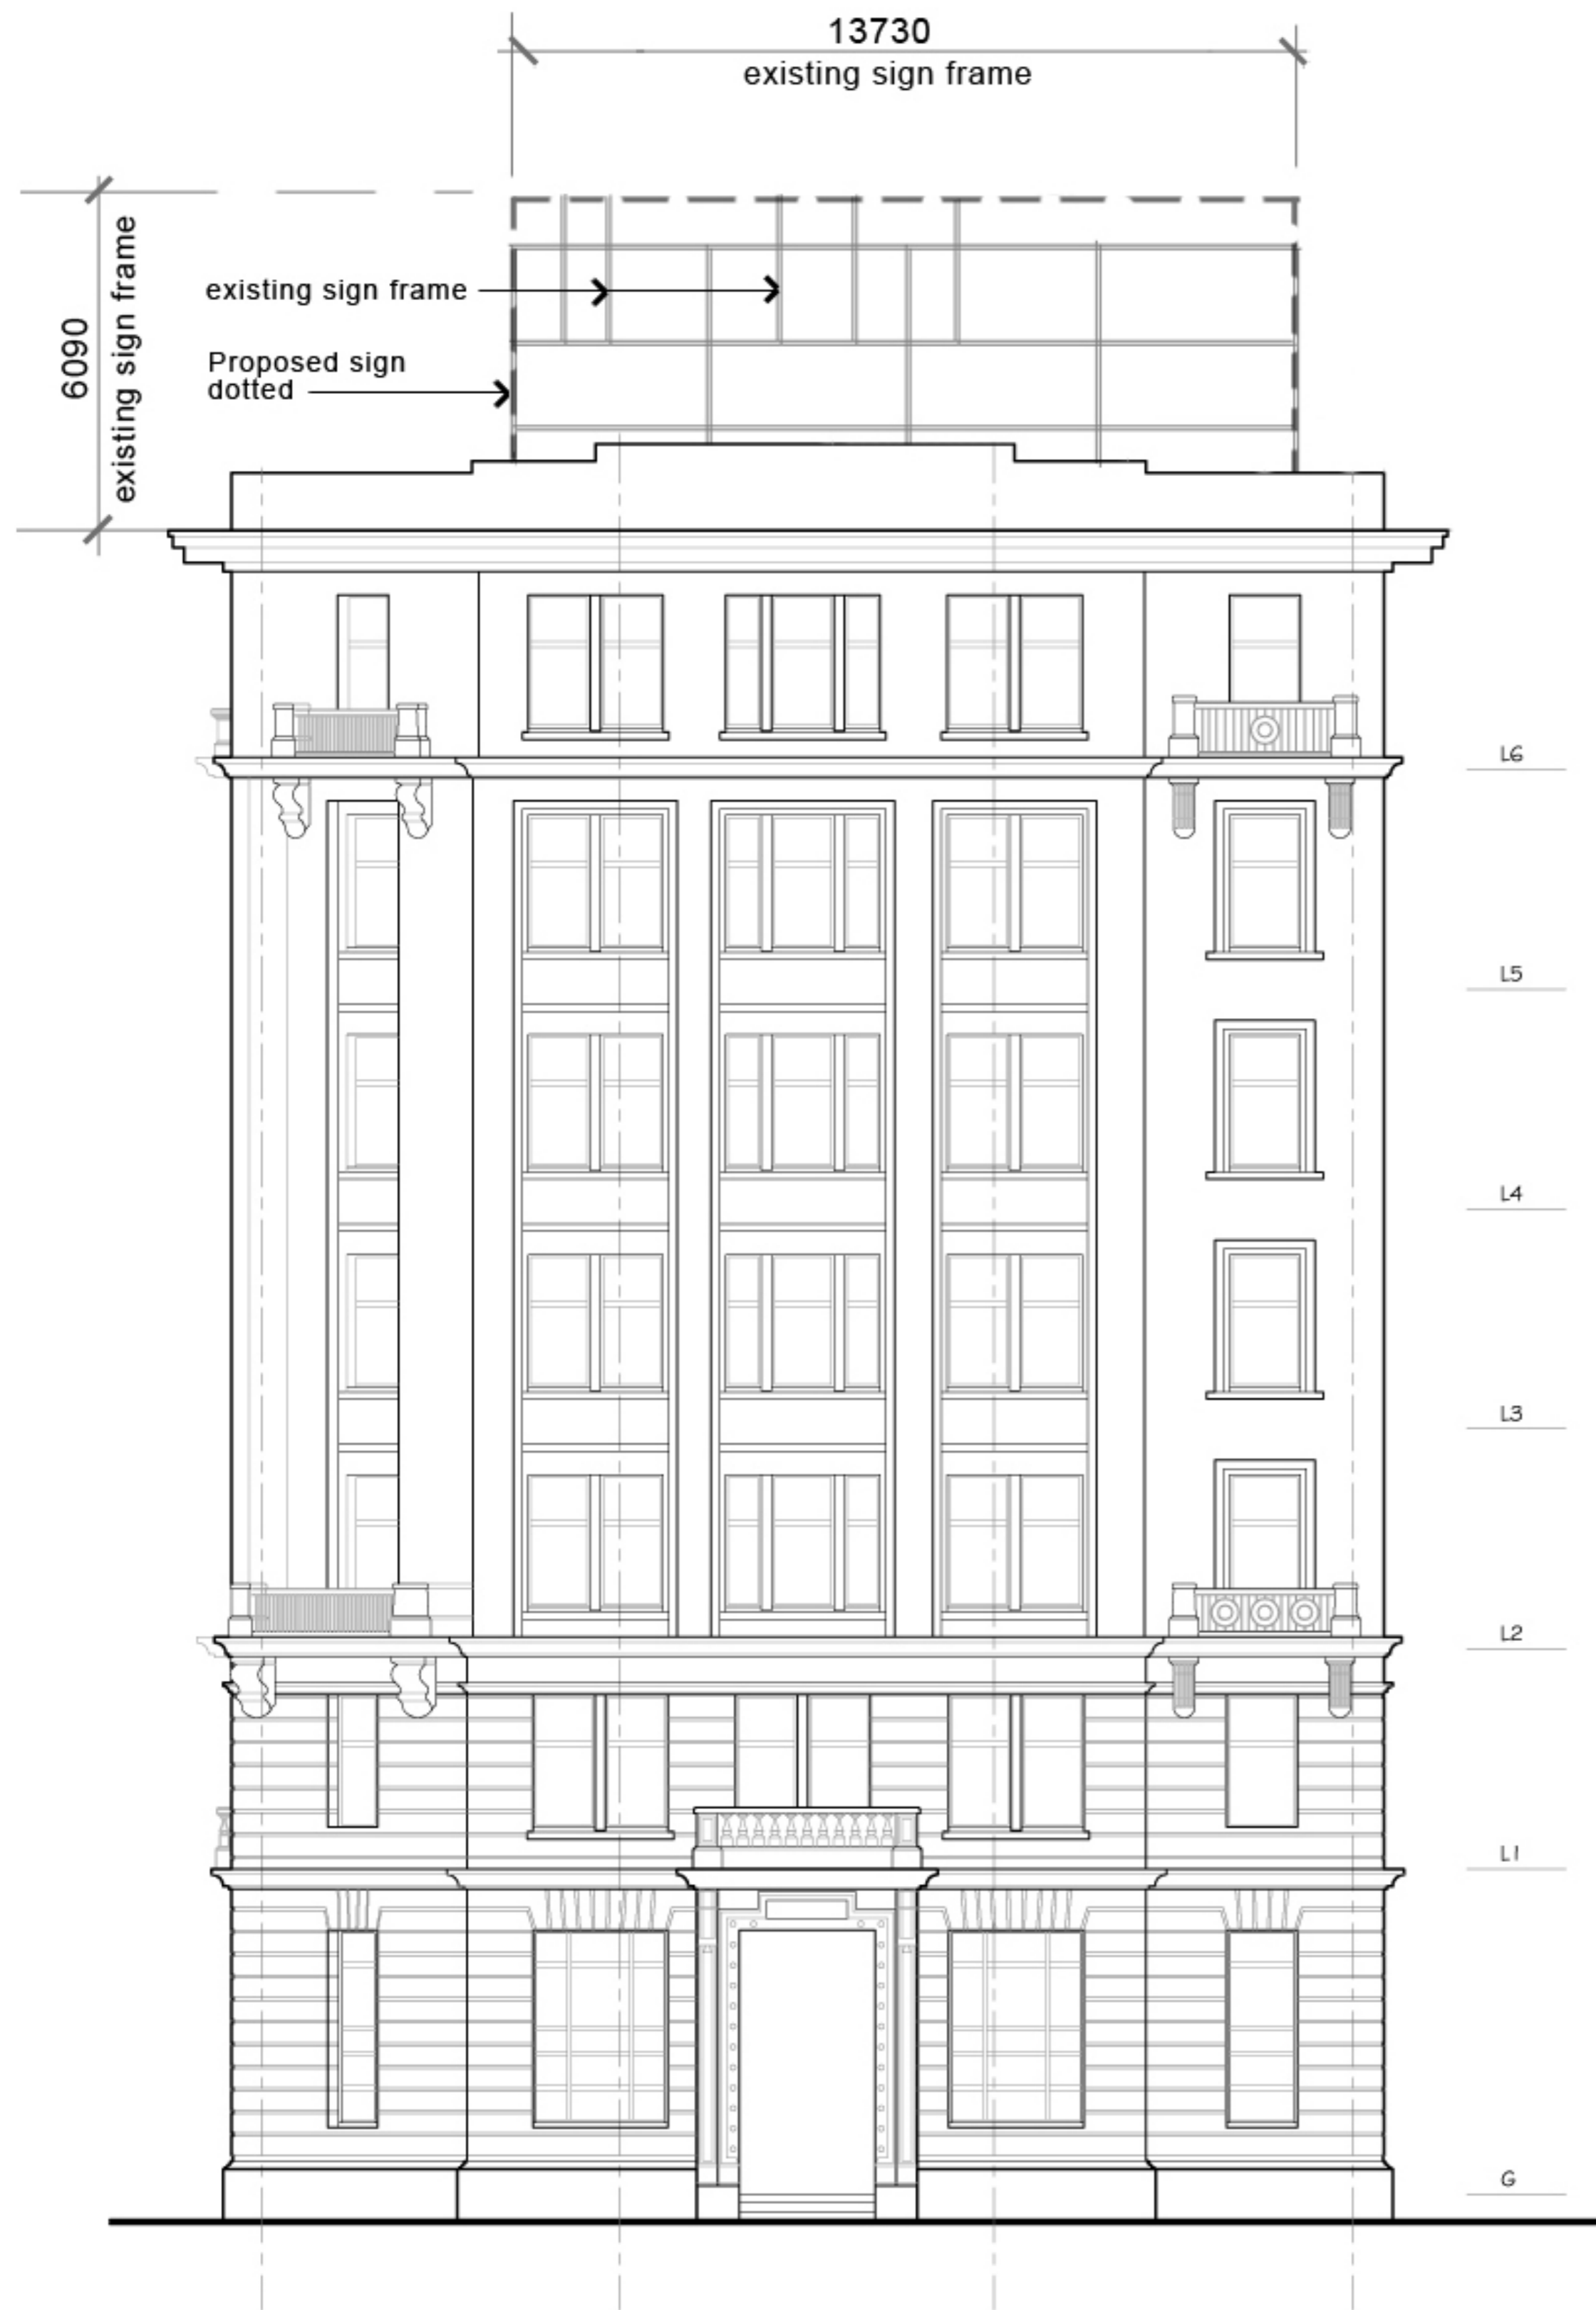 13730
existing sign frame
existing sign frame
6090
existing sign frame
Proposed sign
dotted
L6
L5
L4
L3
L2
L1
G